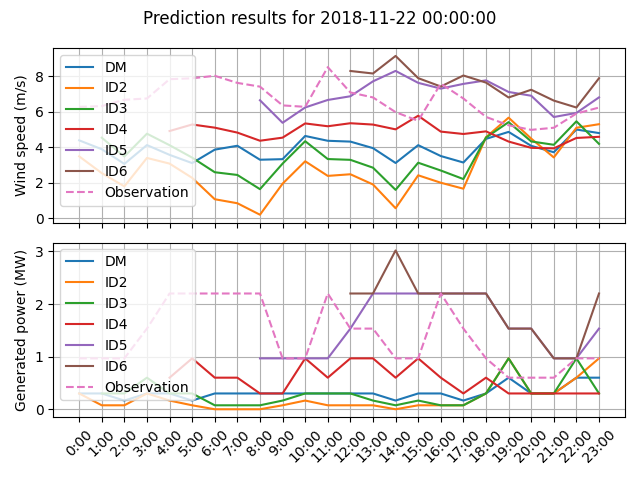 Prediction results for 2018-11-22 00:00:00
Wind speed (m/s)
8
6
4
2
0
DM
ID2
ID3
ID4
ID5
ID6
Observation
Generated power (MW)
3
2
1
0
DM
ID2
ID3
ID4
ID5
ID6
Observation
0:00
1:00
2:00
3:00
4:00
5:00
6:00
7:00
8:00
9:00
10:00
11:00
12:00
13:00
14:00
15:00
16:00
17:00
18:00
19:00
20:00
21:00
22:00
23:00